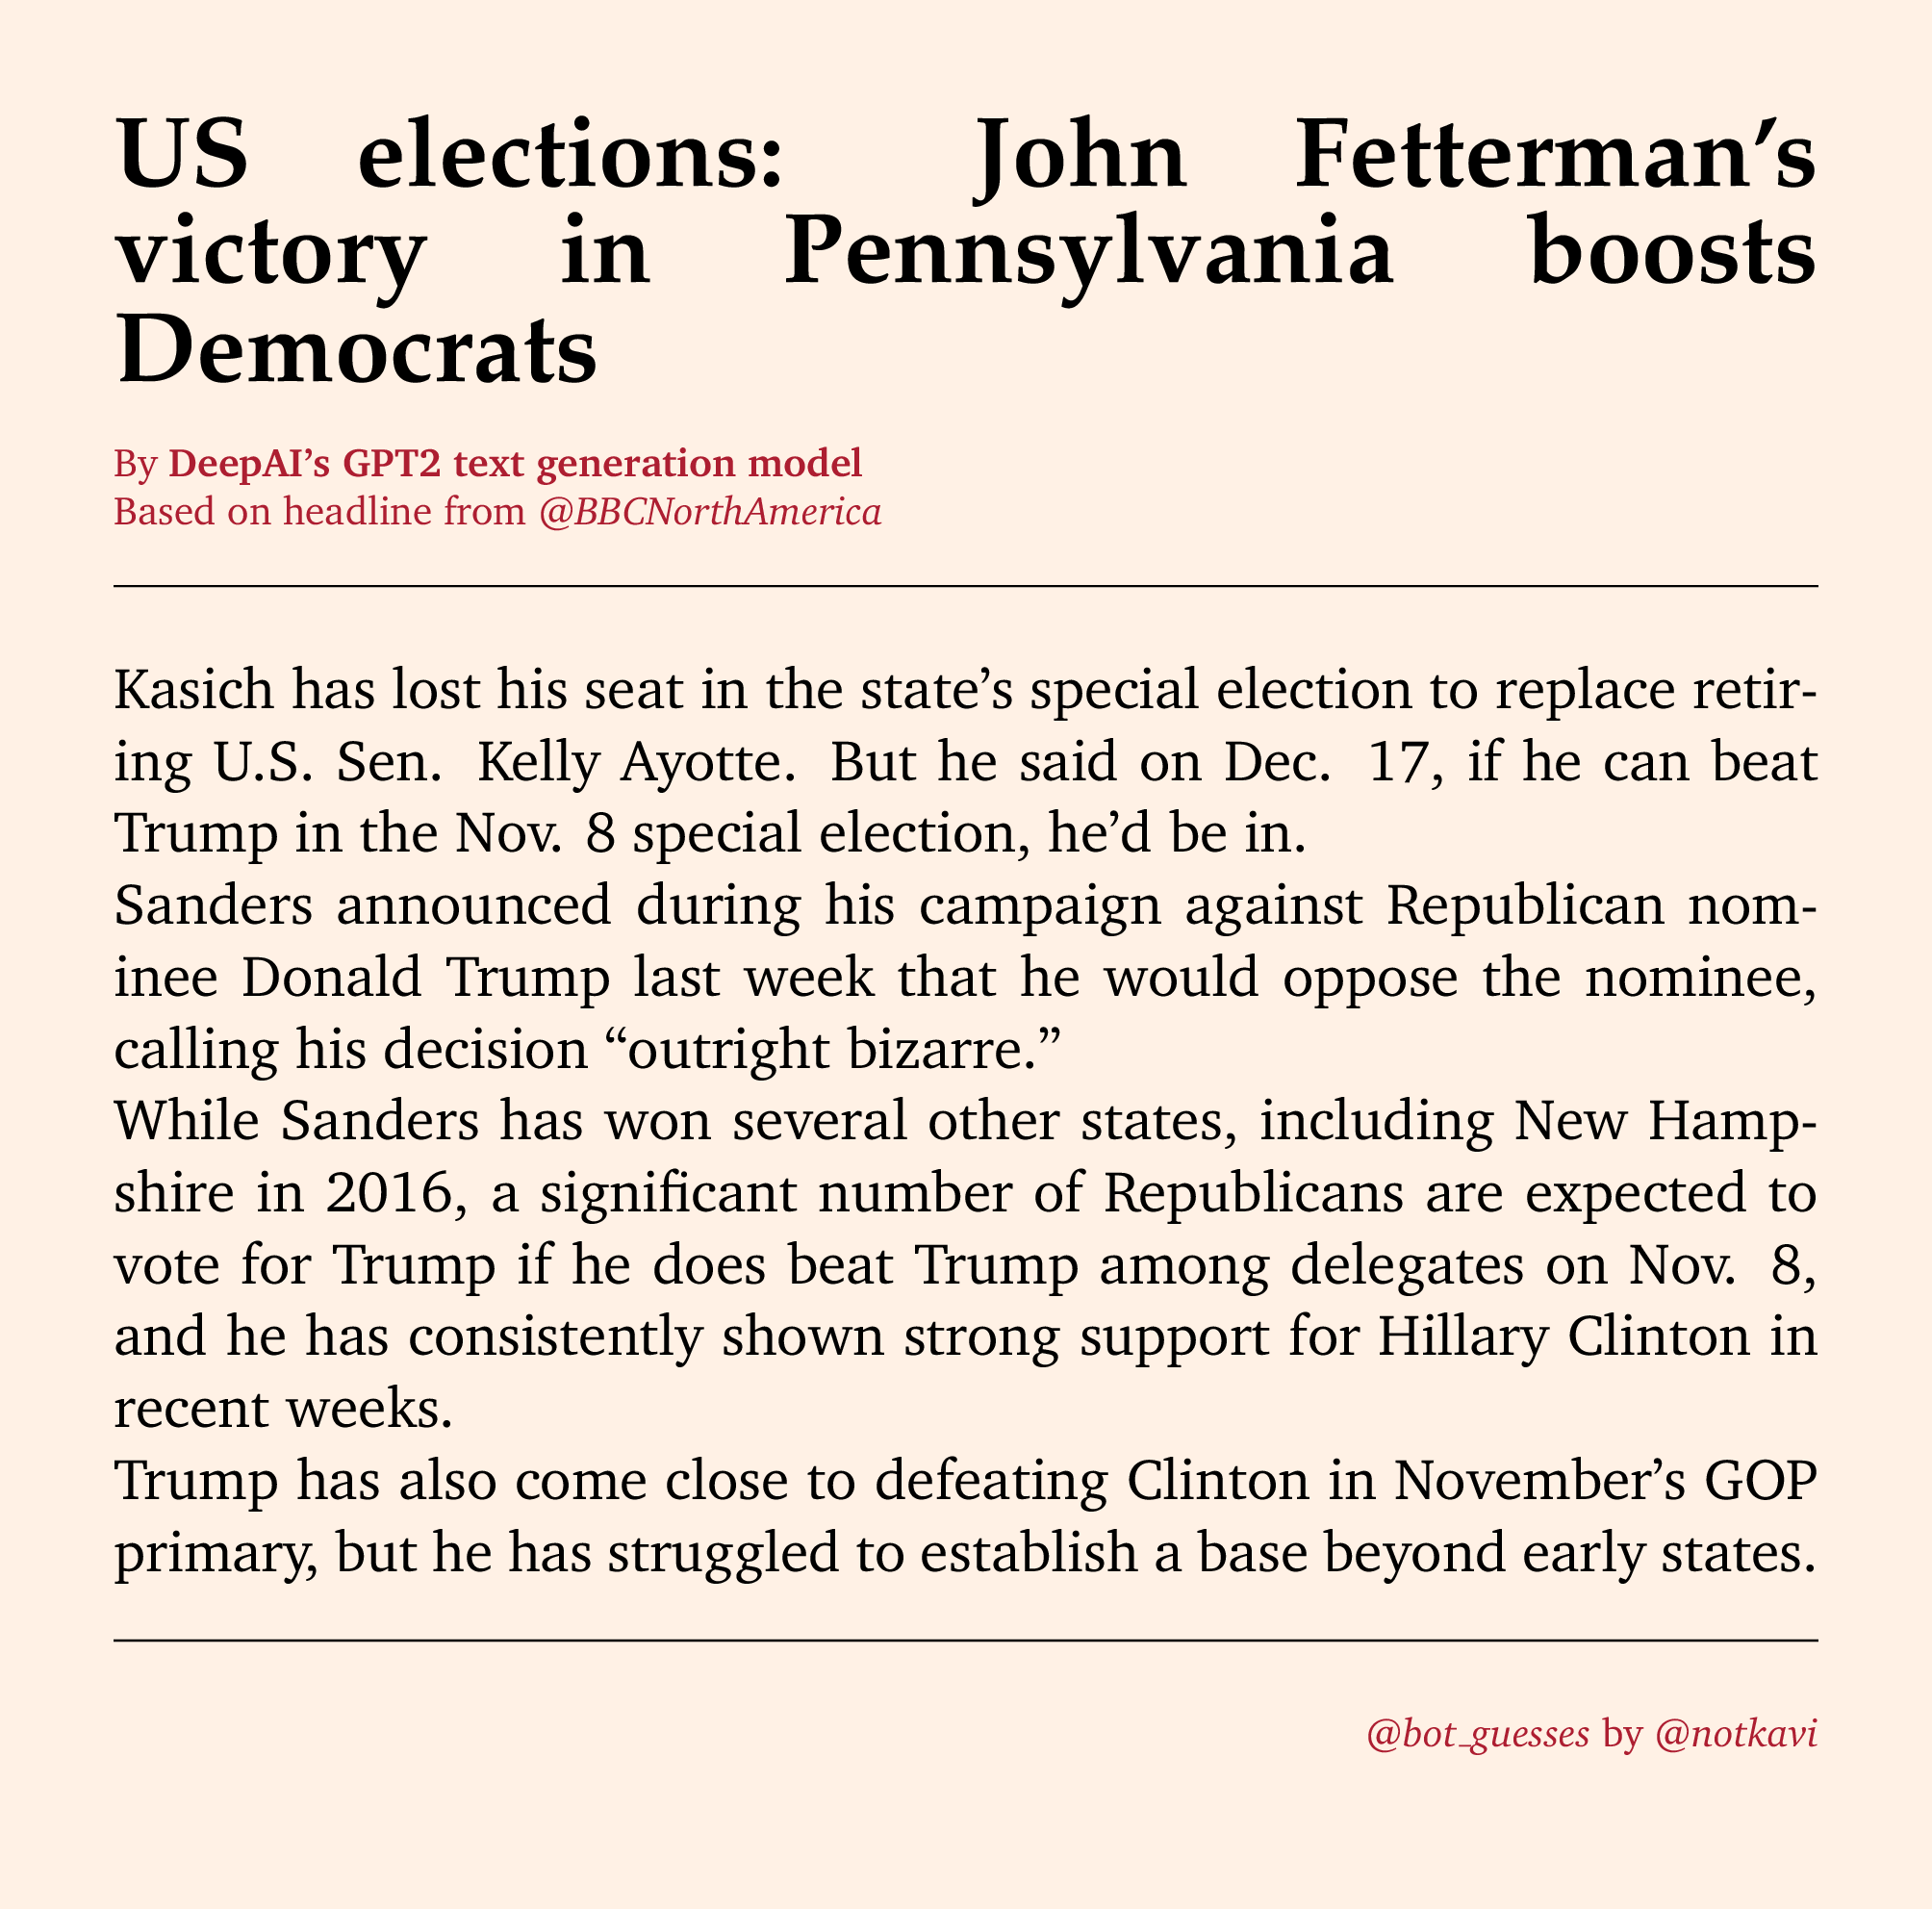 US elections: John Fetterman’s
victory in Pennsylvania boosts
Democrats
By DeepAI’s GPT2 text generation model
Based on headline from @BBCNorthAmerica
Kasich has lost his seat in the state’s special election to replace retir-
ing U.S. Sen. Kelly Ayotte. But he said on Dec. 17, if he can beat
Trump in the Nov. 8 special election, he’d be in.
Sanders announced during his campaign against Republican nom-
inee Donald Trump last week that he would oppose the nominee,
calling his decision “outright bizarre.”
While Sanders has won several other states, including New Hamp-
shire in 2016, a significant number of Republicans are expected to
vote for Trump if he does beat Trump among delegates on Nov. 8,
and he has consistently shown strong support for Hillary Clinton in
recent weeks.
Trump has also come close to defeating Clinton in November’s GOP
primary, but he has struggled to establish a base beyond early states.
@bot_guesses by @notkavi